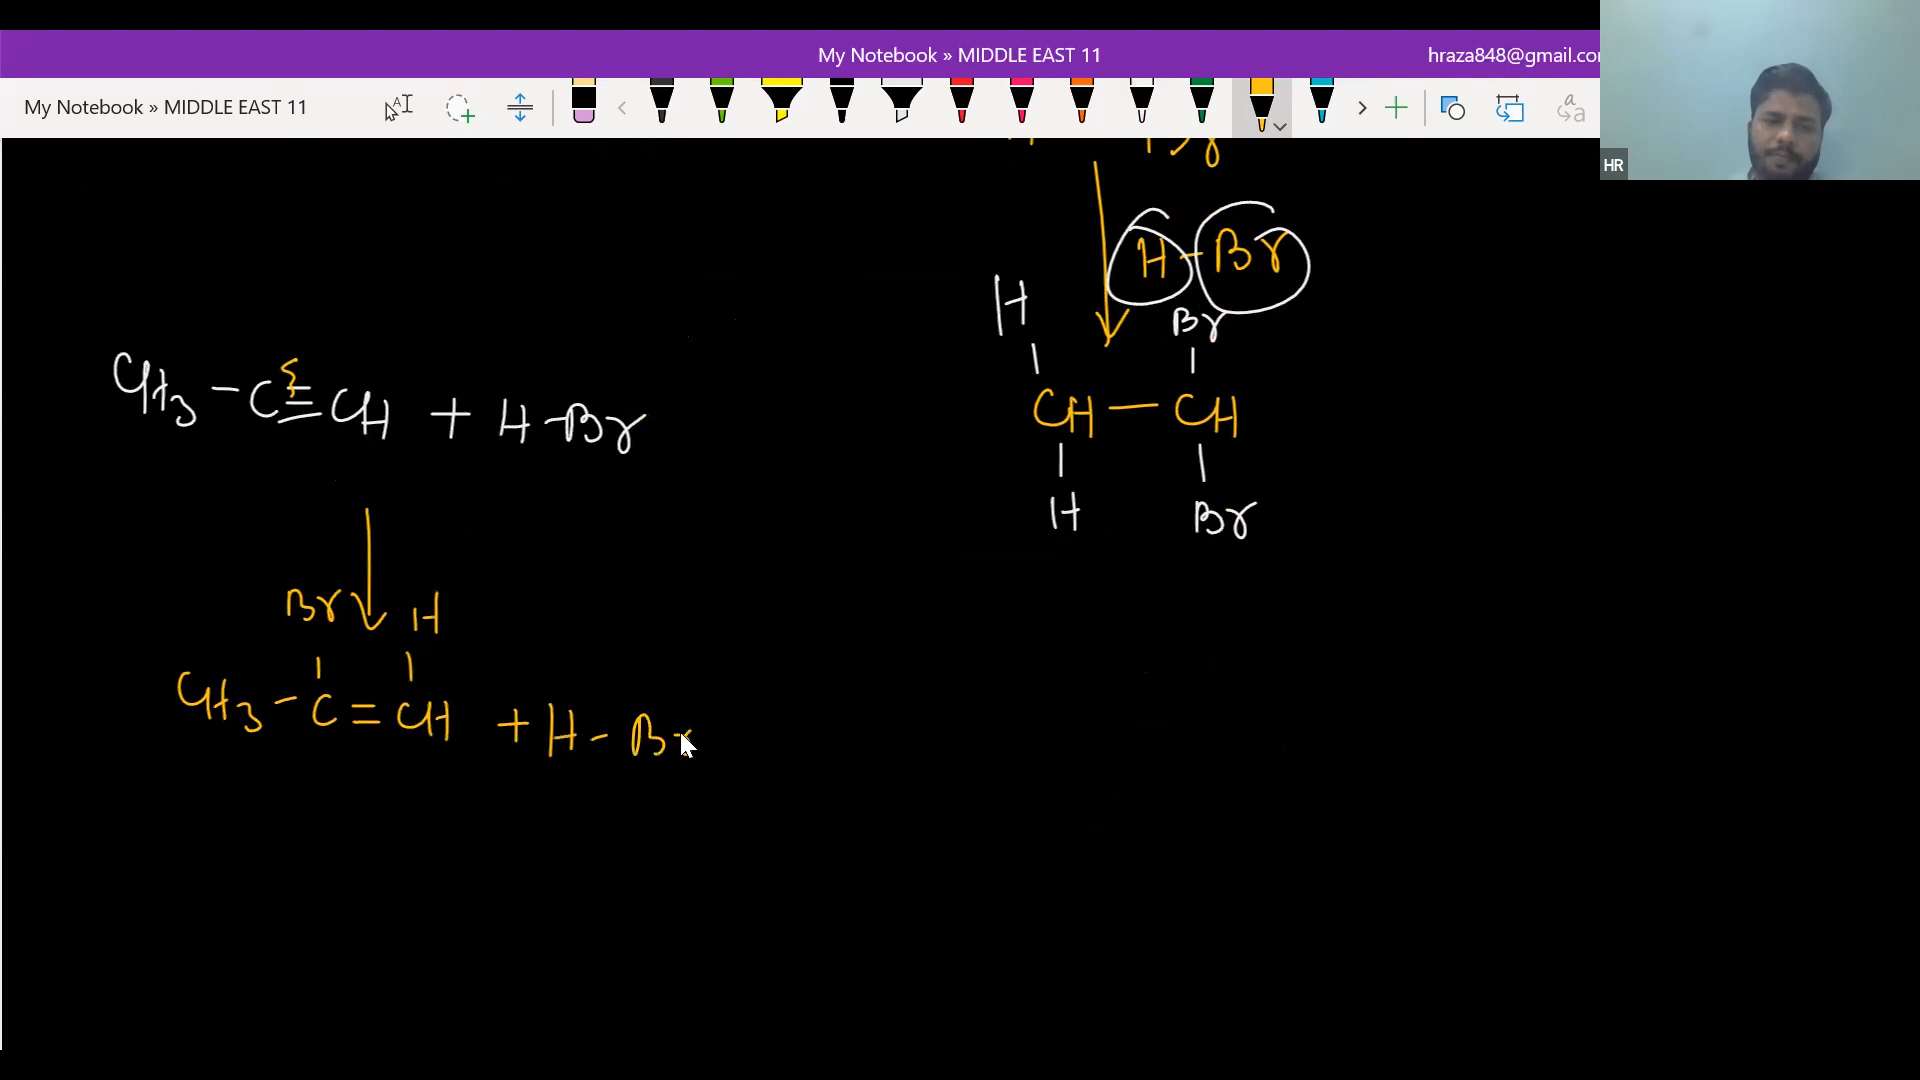 My Notebook » MIDDLE EAST 11
hraza848@gmail.co
My Notebook » MIDDLE EAST 11
HR
H-Br
H Br
CH — CH
H Br
CH3 - C≡CH + H-Br
Br H
CH3 - C = CH + H - Br